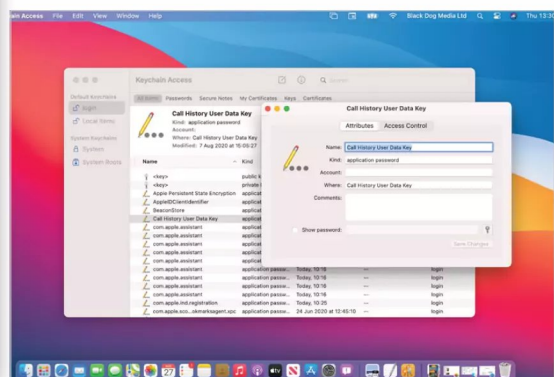 ain Access File Edit View Window Help
Black Dog Media Ltd
Thu 13:30
Keychain Access
Search
Default Keychains
login
Local Items
System Keychains
System
System Roots
All Items Passwords Secure Notes My Certificates Keys Certificates
Call History User Data Key
Kind: application password
Account:
Where: Call History User Data Key
Modified: 7 Aug 2020 at 15:05:27
Name Kind
<key> public k
<key> private
Apple Persistent State Encryption applicat
AppleIDClientIdentifier applicat
BeaconStore applicat
Call History User Data Key applicat
com.apple.assistant applicat
com.apple.assistant applicat
com.apple.assistant applicat
com.apple.assistant applicat
com.apple.assistant application passw... Today, 10:16 -- login
com.apple.assistant application passw... Today, 10:16 -- login
com.apple.assistant application passw... Today, 10:16 -- login
com.apple.assistant application passw... Today, 10:16 -- login
com.apple.ind.registration application passw... Today, 10:25 -- login
com.apple.sco...okmarksagent.xpc application passw... 24 Jun 2020 at 12:45:10 -- login
Call History User Data Key
Attributes Access Control
Name: Call History User Data Key
Kind: application password
Account:
Where: Call History User Data Key
Comments:
Show password:
Save Changes
27
tv